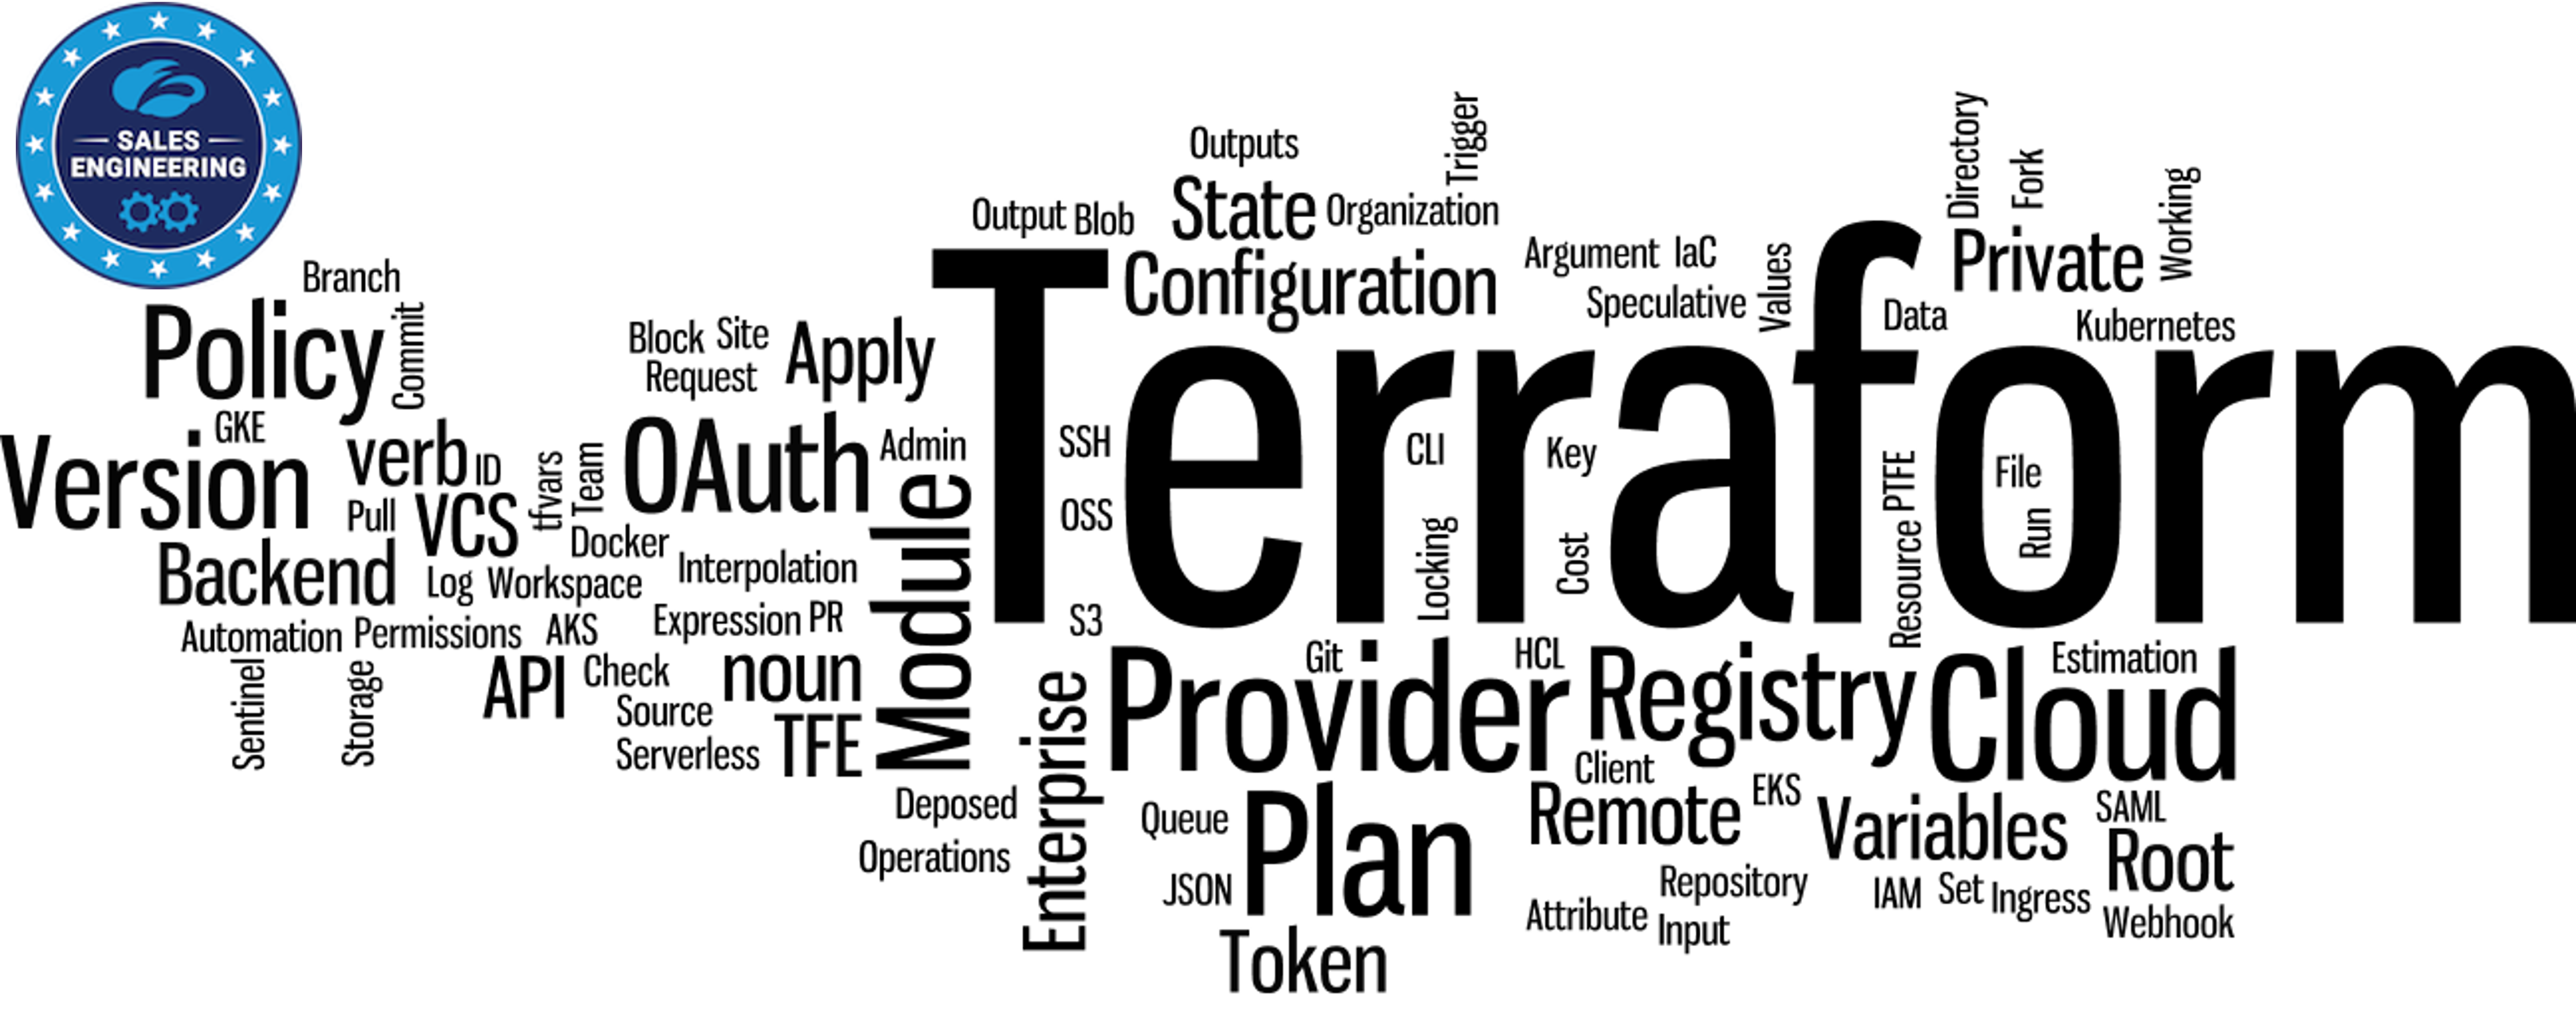 SALES
ENGINEERING
Outputs
Trigger
Directory
Fork
Working
Output
Blob
State
Organization
Configuration
Argument
IaC
Speculative
Values
Data
Private
Kubernetes
Branch
Policy
Commit
Block
Site
Request
Apply
Terraform
GKE
Version
verb
ID
Pull
VCS
tfvars
Team
OAuth
Admin
SSH
OSS
S3
CLI
Locking
Key
Cost
PTFE
Resource
File
Run
Docker
Backend
Log
Workspace
Interpolation
Module
Automation
Permissions
AKS
Expression
PR
Sentinel
Storage
API
Check
noun
Source
Serverless
TFE
Enterprise
Git
HCL
Provider
Registry
Cloud
Estimation
Client
Deposed
Operations
Queue
Plan
JSON
Token
Remote
EKS
Variables
SAML
Root
Repository
Attribute
Input
IAM
Set
Ingress
Webhook